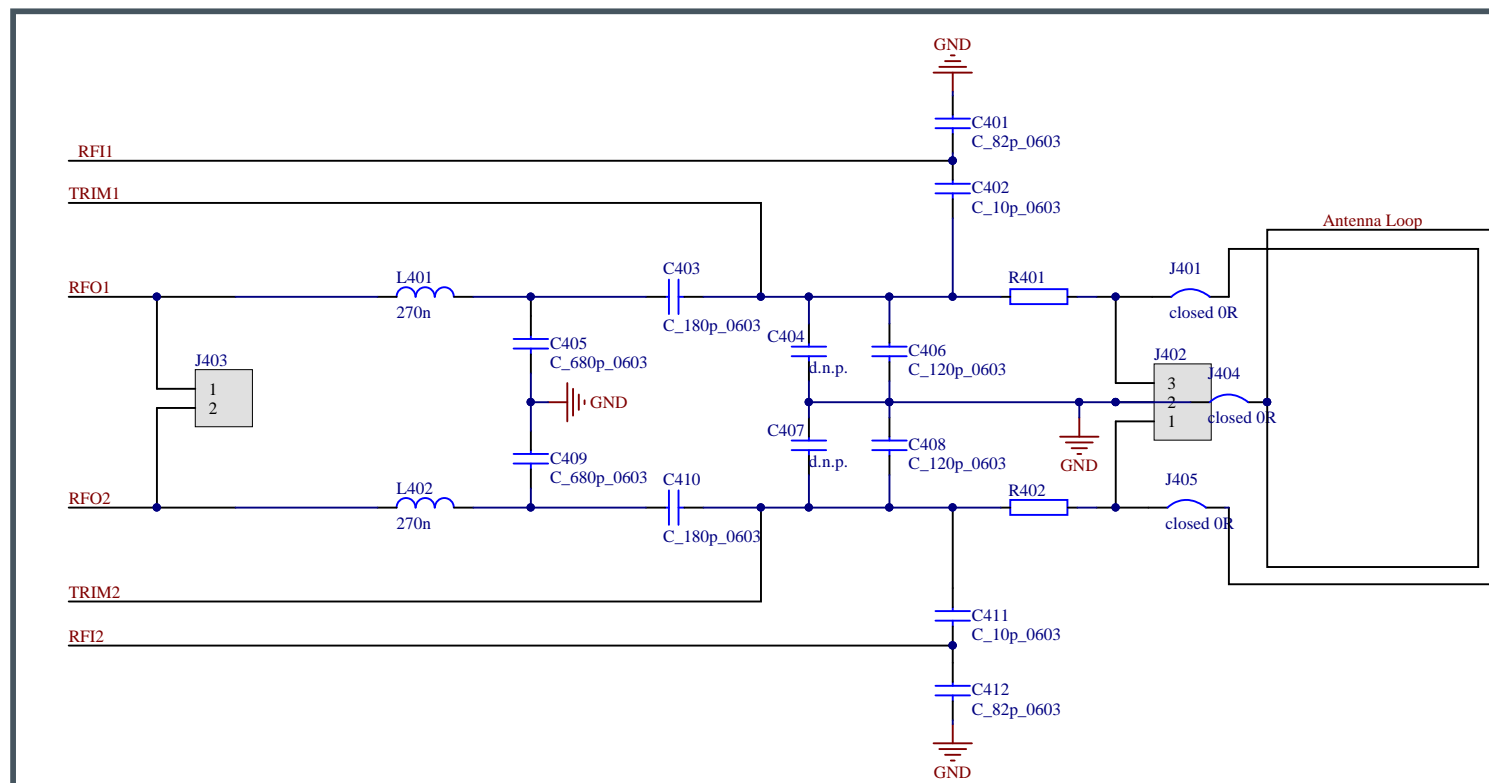 GND
C401
C_82p_0603
RFI1
C402
C_10p_0603
TRIM1
Antenna Loop
RFO1
L401
270n
C403
C_180p_0603
R401
J401
closed 0R
C404
d.n.p.
C405
C_680p_0603
C406
C_120p_0603
J403
1
2
J402
3
2
1
J404
closed 0R
GND
C407
d.n.p.
C408
C_120p_0603
GND
C409
C_680p_0603
RFO2
L402
270n
C410
C_180p_0603
R402
J405
closed 0R
TRIM2
C411
C_10p_0603
RFI2
C412
C_82p_0603
GND